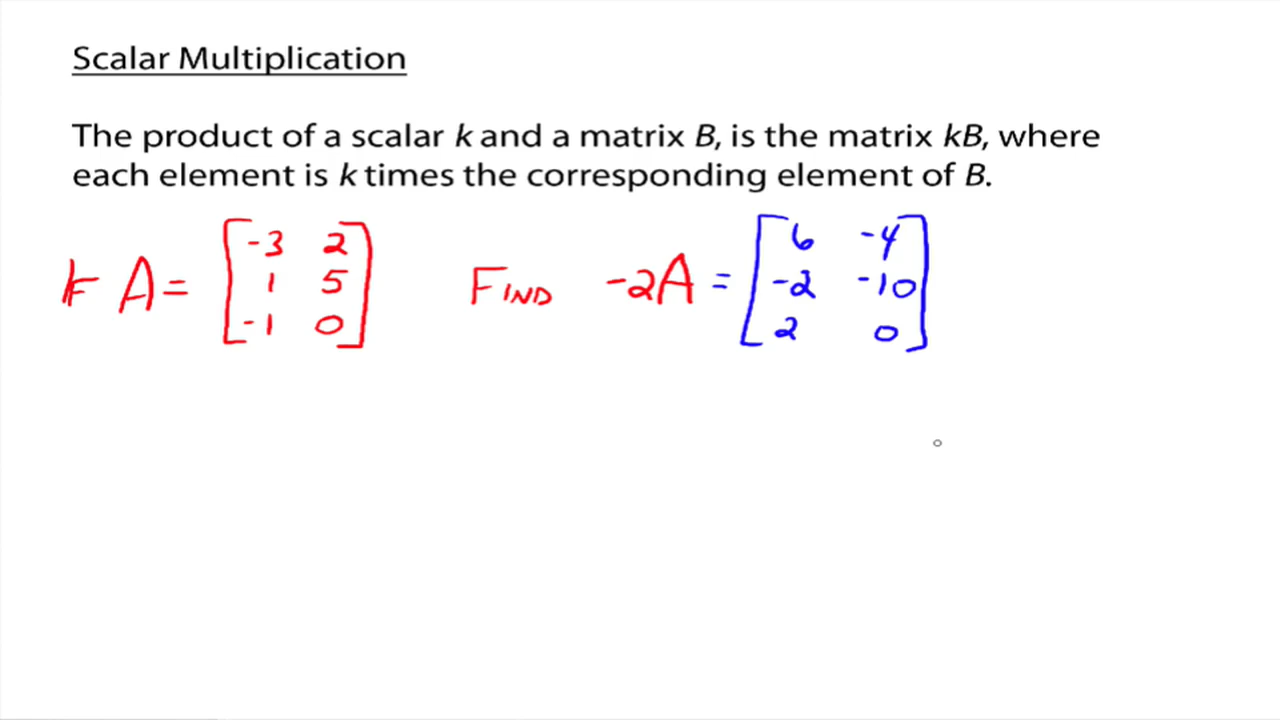 Scalar Multiplication
The product of a scalar k and a matrix B, is the matrix kB, where
each element is k times the corresponding element of B.
k A = [ -3 2 FIND -2A = [ 6 -4
1 5 -2 -10
-1 0 ] 2 0 ]